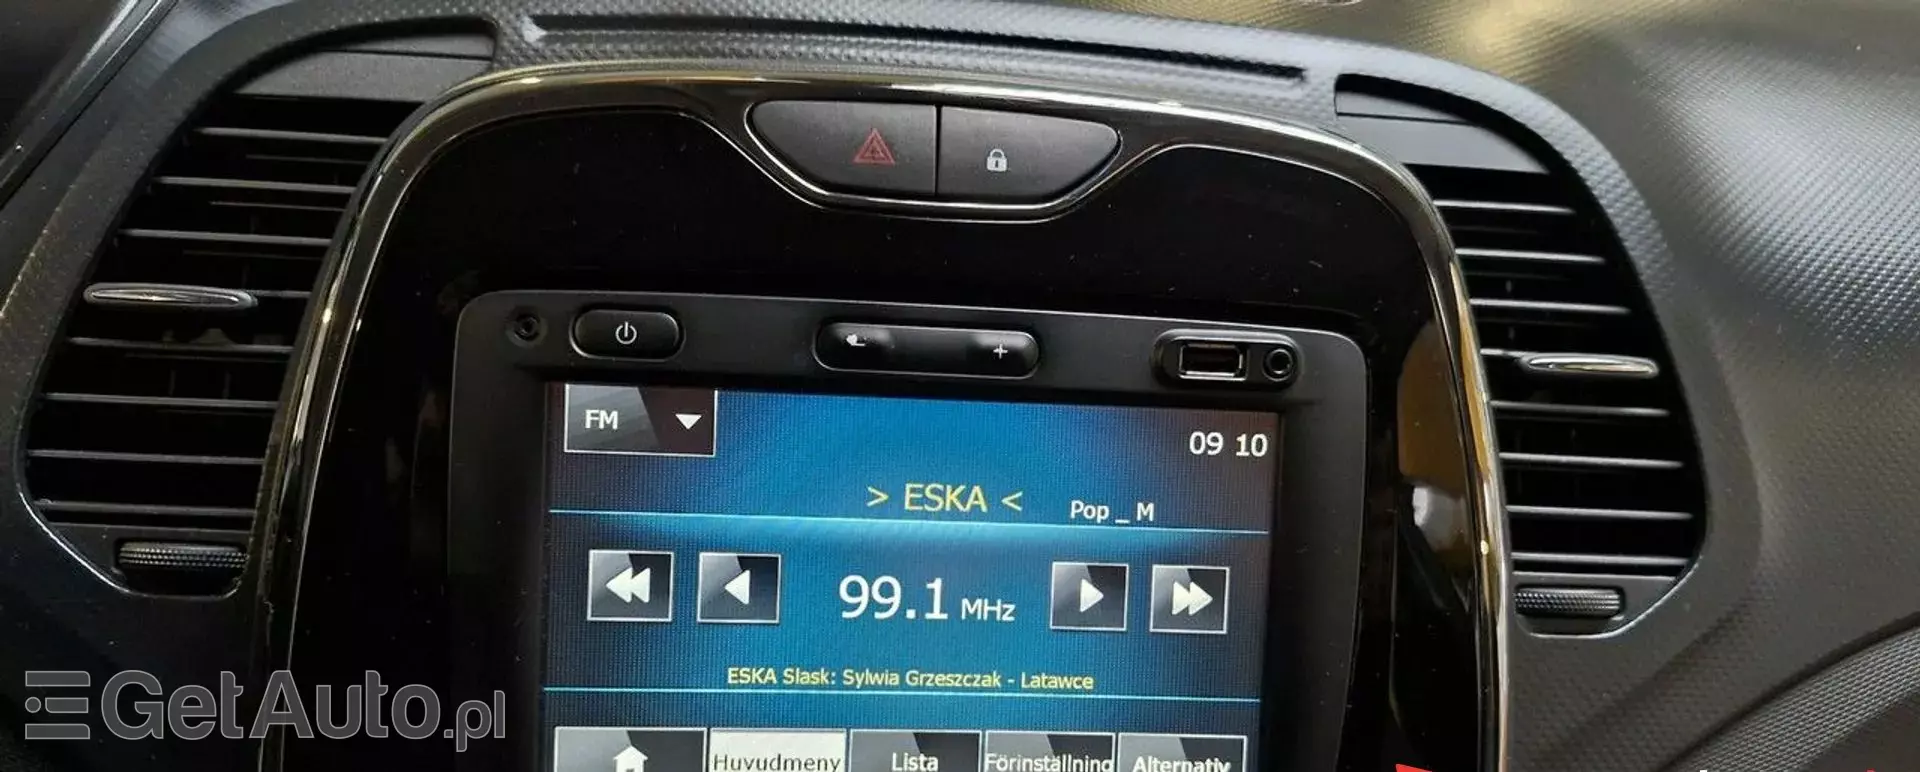 FM
09 10
> ESKA < Pop _ M
99.1 MHz
ESKA Slask: Sylwia Grzeszczak - Latawce
Huvudmeny Lista Förinställning Alternativ
GetAuto.pl